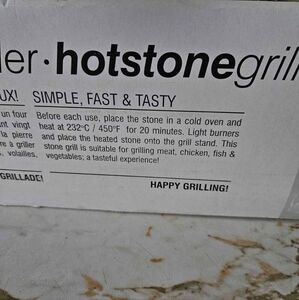 ler·hotstonegrill
UX! SIMPLE, FAST & TASTY
un four
nt vingt
la pierre
re à griller
, volailles,
GRILLADE!
Before each use, place the stone in a cold oven and
heat at 232°C / 450°F for 20 minutes. Light burners
and place the heated stone onto the grill stand. This
stone grill is suitable for grilling meat, chicken, fish &
vegetables; a tasteful experience!
HAPPY GRILLING!